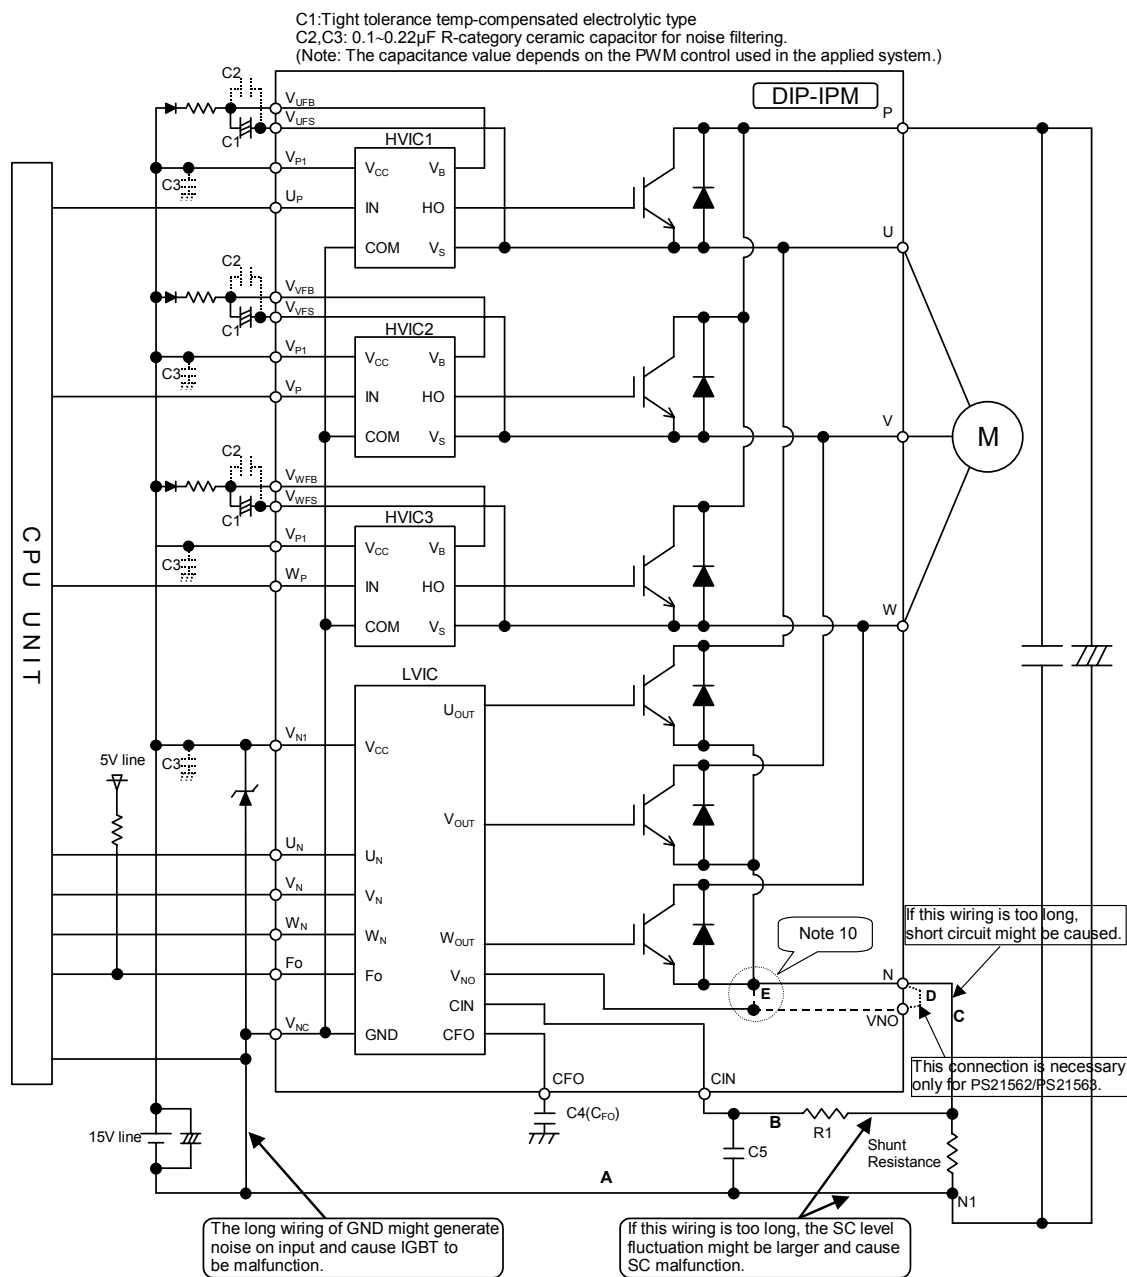 C1:Tight tolerance temp-compensated electrolytic type
C2,C3: 0.1~0.22μF R-category ceramic capacitor for noise filtering.
(Note: The capacitance value depends on the PWM control used in the applied system.)
DIP-IPM
C2
VUFB
VUFS
C1
P
HVIC1
VP1
C3
VCC
VB
UP
IN
HO
COM
VS
U
C2
VVFB
VVFS
C1
HVIC2
VP1
C3
VCC
VB
VP
IN
HO
COM
VS
V
M
C2
VWFB
VWFS
C1
HVIC3
VP1
C3
VCC
VB
WP
IN
HO
COM
VS
W
CPU UNIT
LVIC
UOUT
VN1
VCC
C3
5V line
VOUT
UN
UN
VN
VN
WN
WN
WOUT
Fo
Fo
VNO
CIN
VNC
GND
CFO
Note 10
If this wiring is too long,
short circuit might be caused.
N
E
D
C
VNO
This connection is necessary
only for PS21562/PS21563.
CFO
CIN
C4(CFO)
B
R1
15V line
C5
Shunt
Resistance
A
N1
The long wiring of GND might generate
noise on input and cause IGBT to
be malfunction.
If this wiring is too long, the SC level
fluctuation might be larger and cause
SC malfunction.